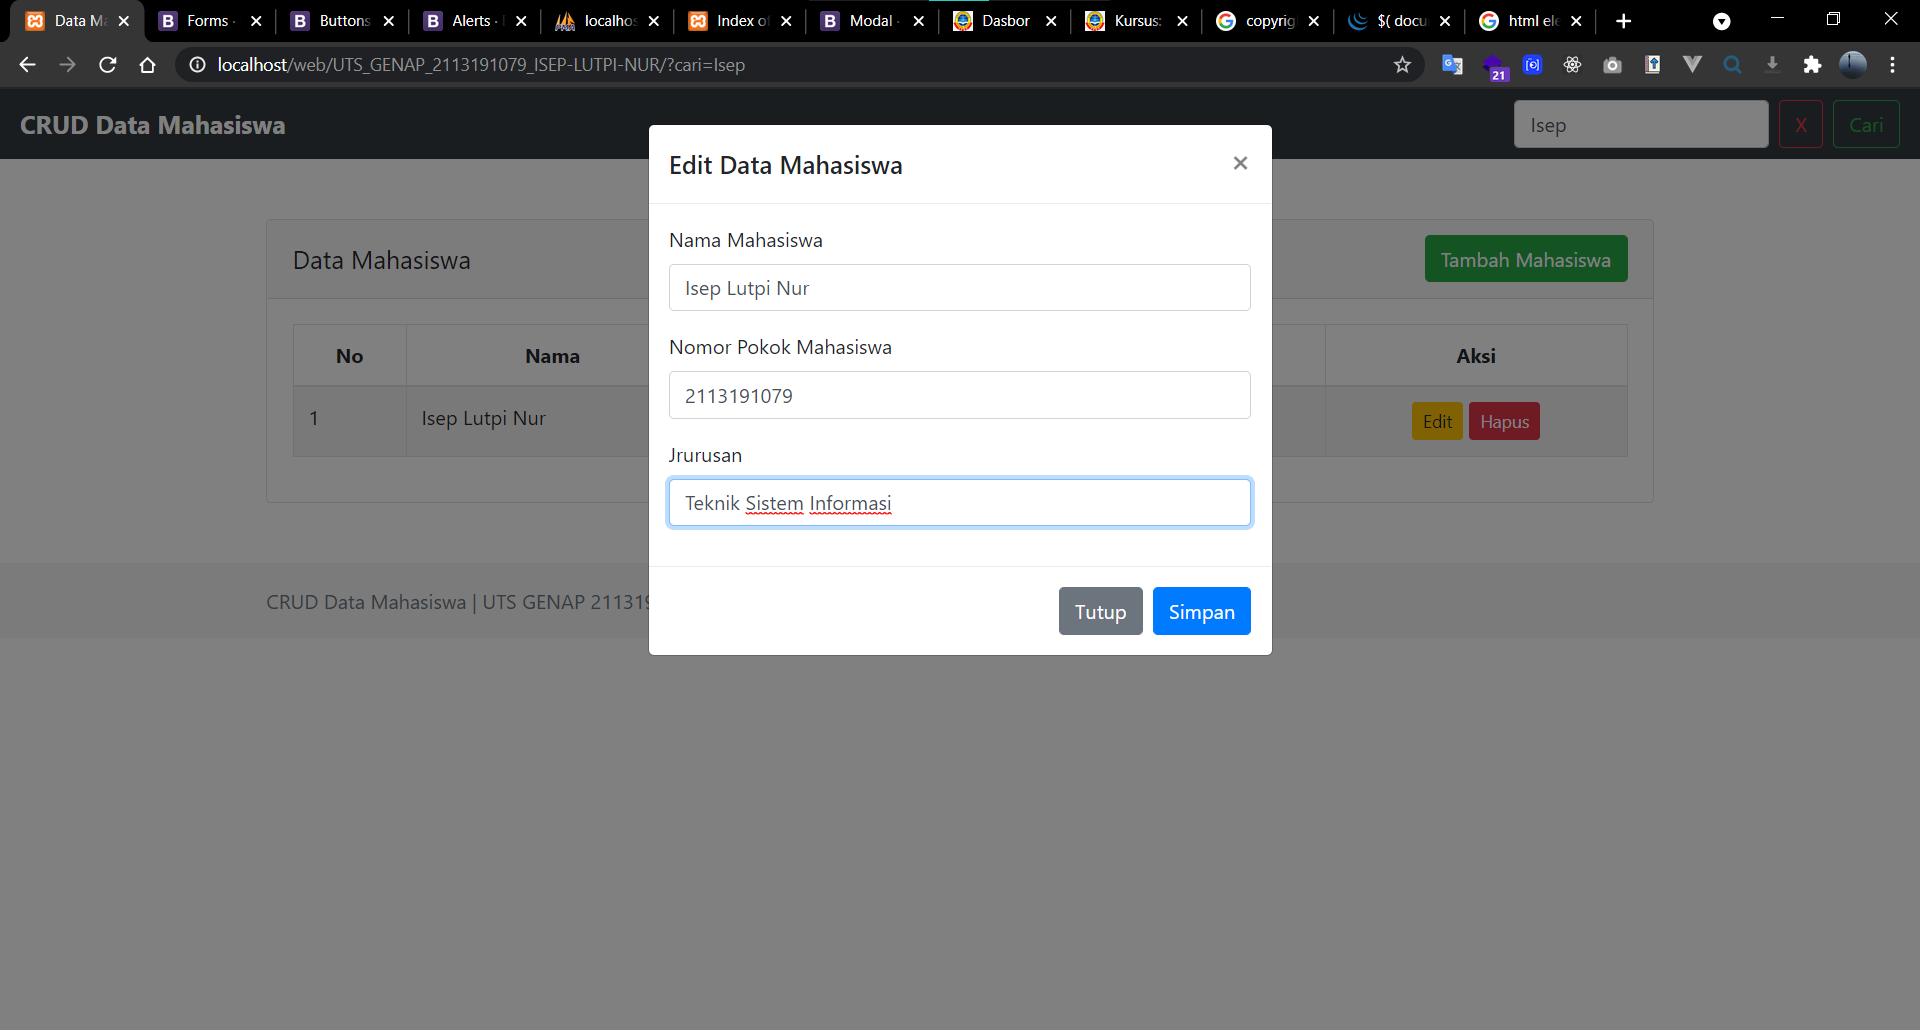 Data Ma
Forms ·
Buttons
Alerts ·
localhos
Index of
Modal ·
Dasbor
Kursus:
copyrig
$( docu
html ele
localhost/web/UTS_GENAP_2113191079_ISEP-LUTPI-NUR/?cari=Isep
21
CRUD Data Mahasiswa
Isep
X
Cari
Edit Data Mahasiswa
×
Nama Mahasiswa
Isep Lutpi Nur
Nomor Pokok Mahasiswa
2113191079
Jrurusan
Teknik Sistem Informasi
Tutup
Simpan
Data Mahasiswa
Tambah Mahasiswa
No
Nama
Aksi
1
Isep Lutpi Nur
Edit
Hapus
CRUD Data Mahasiswa | UTS GENAP 211319